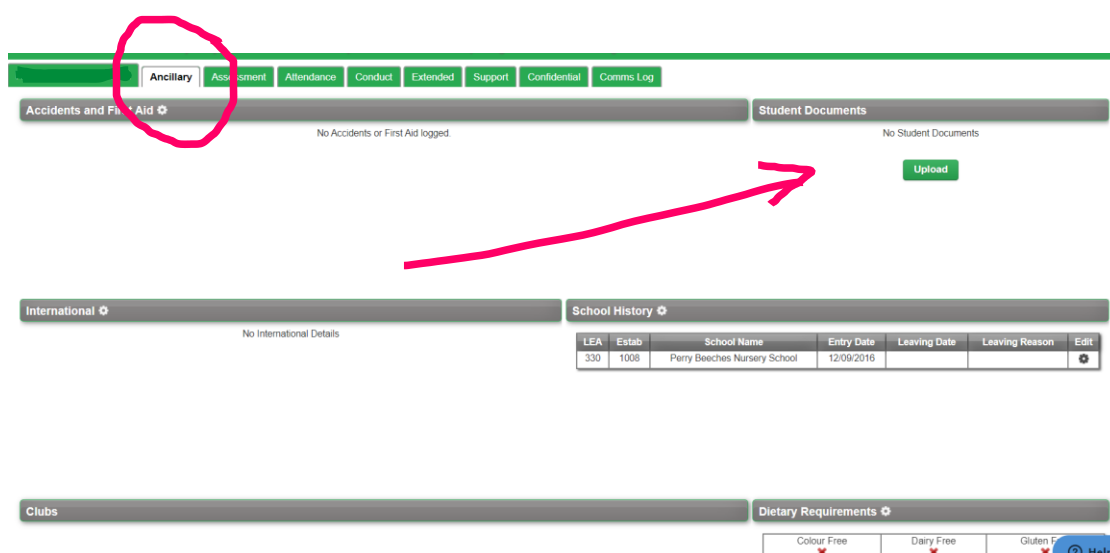 Ancillary Assessment Attendance Conduct Extended Support Confidential Comms Log
Accidents and First Aid
No Accidents or First Aid logged.
Student Documents
No Student Documents
Upload
International
No International Details
School History
LEA Estab School Name Entry Date Leaving Date Leaving Reason Edit
330 1008 Perry Beeches Nursery School 12/09/2016
Clubs
Dietary Requirements
Colour Free Dairy Free Gluten